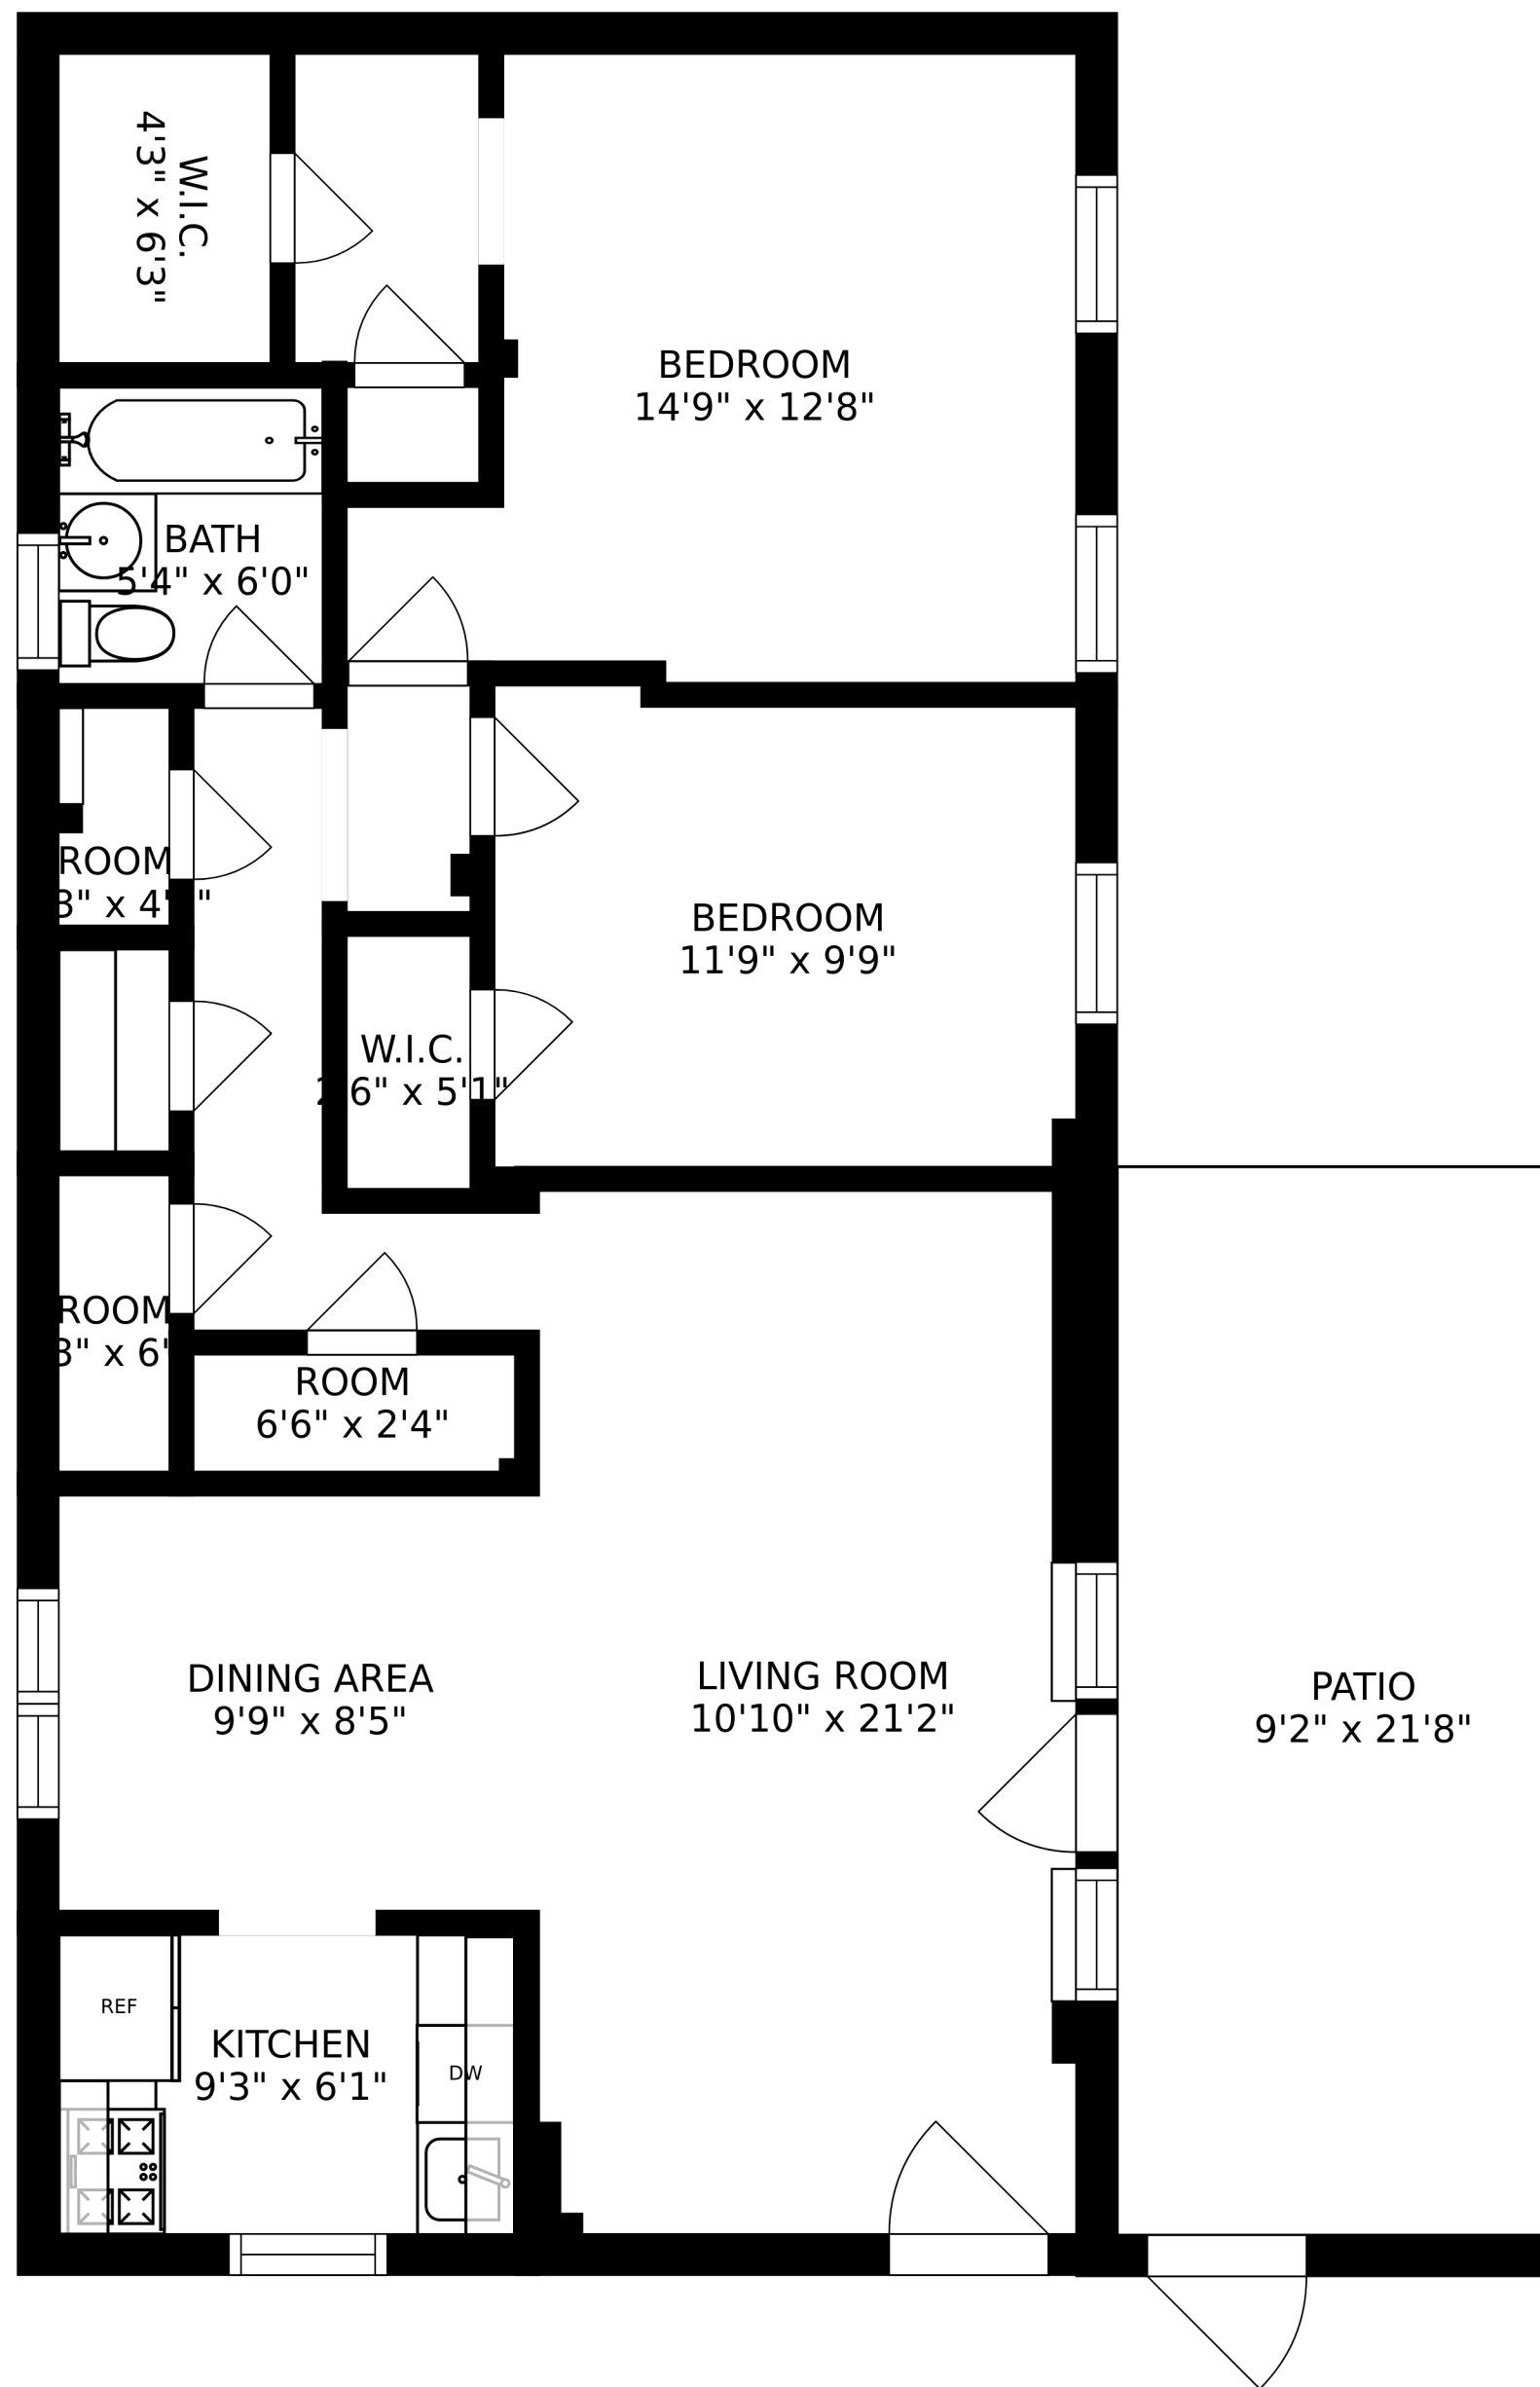 W.I.C.
4'3" x 6'3"
BEDROOM
14'9" x 12'8"
BATH
5'4" x 6'0"
ROOM
BEDROOM
11'9" x 9'9"
W.I.C.
ROOM
ROOM
6'6" x 2'4"
DINING AREA
9'9" x 8'5"
LIVING ROOM
10'10" x 21'2"
PATIO
9'2" x 21'8"
REF
KITCHEN
9'3" x 6'1"
DW